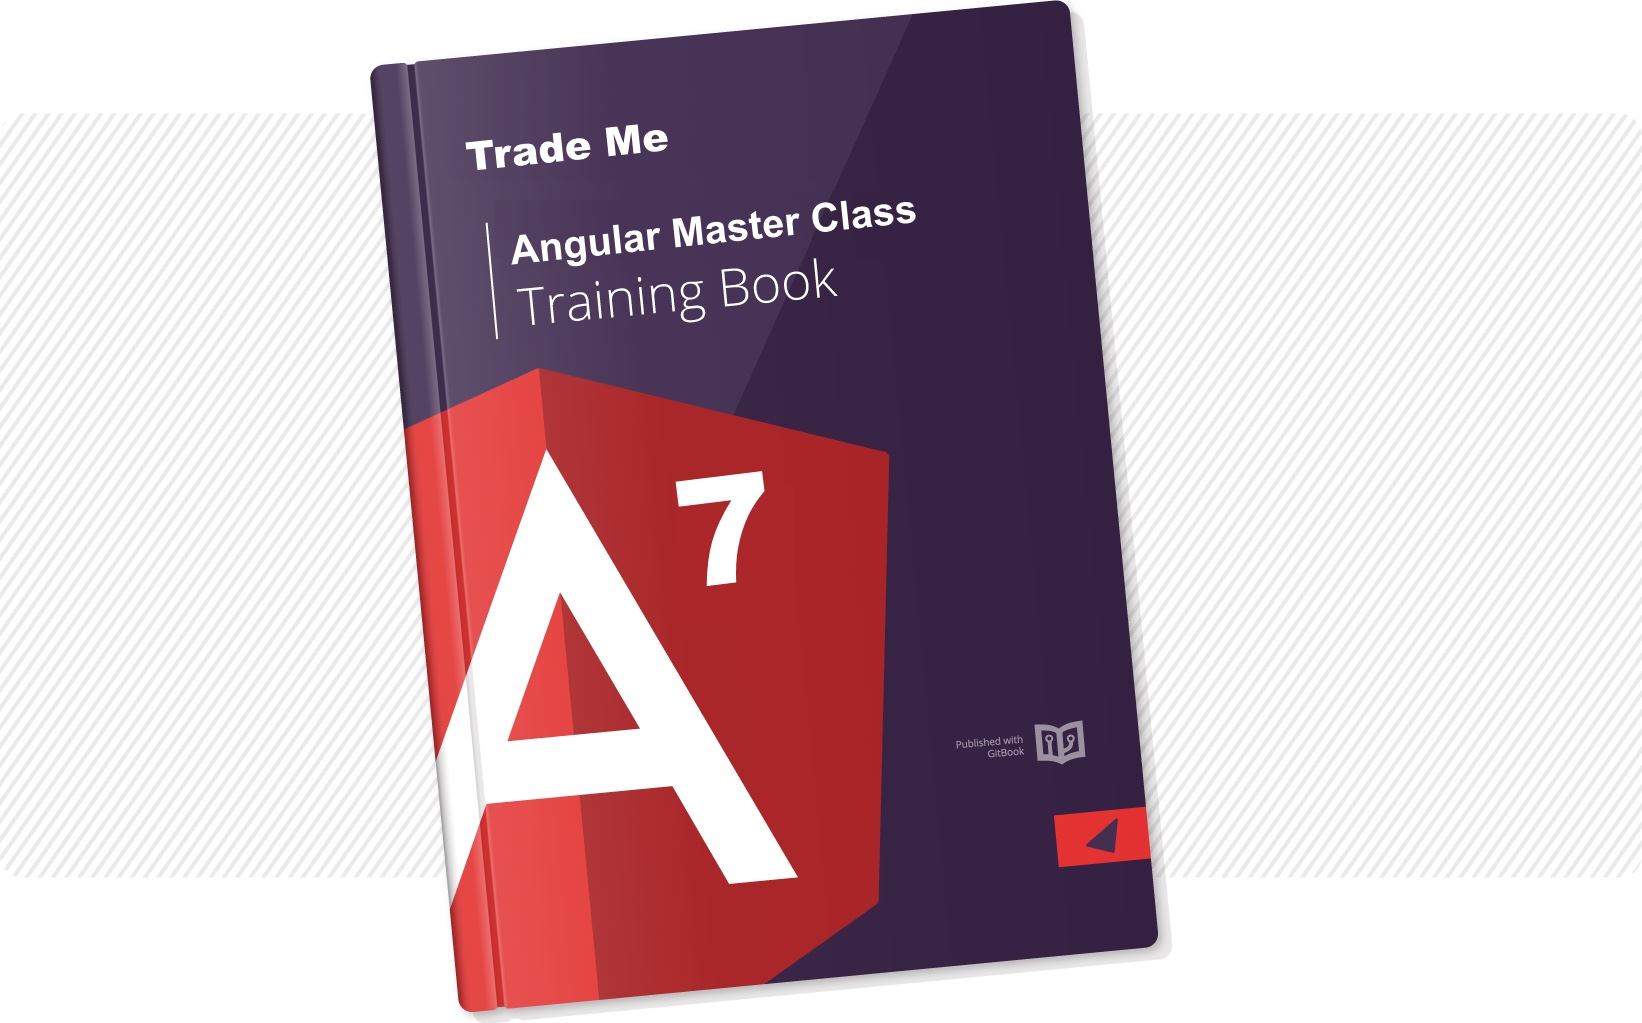 Trade Me
Angular Master Class
Training Book
A
7
Published with
GitBook